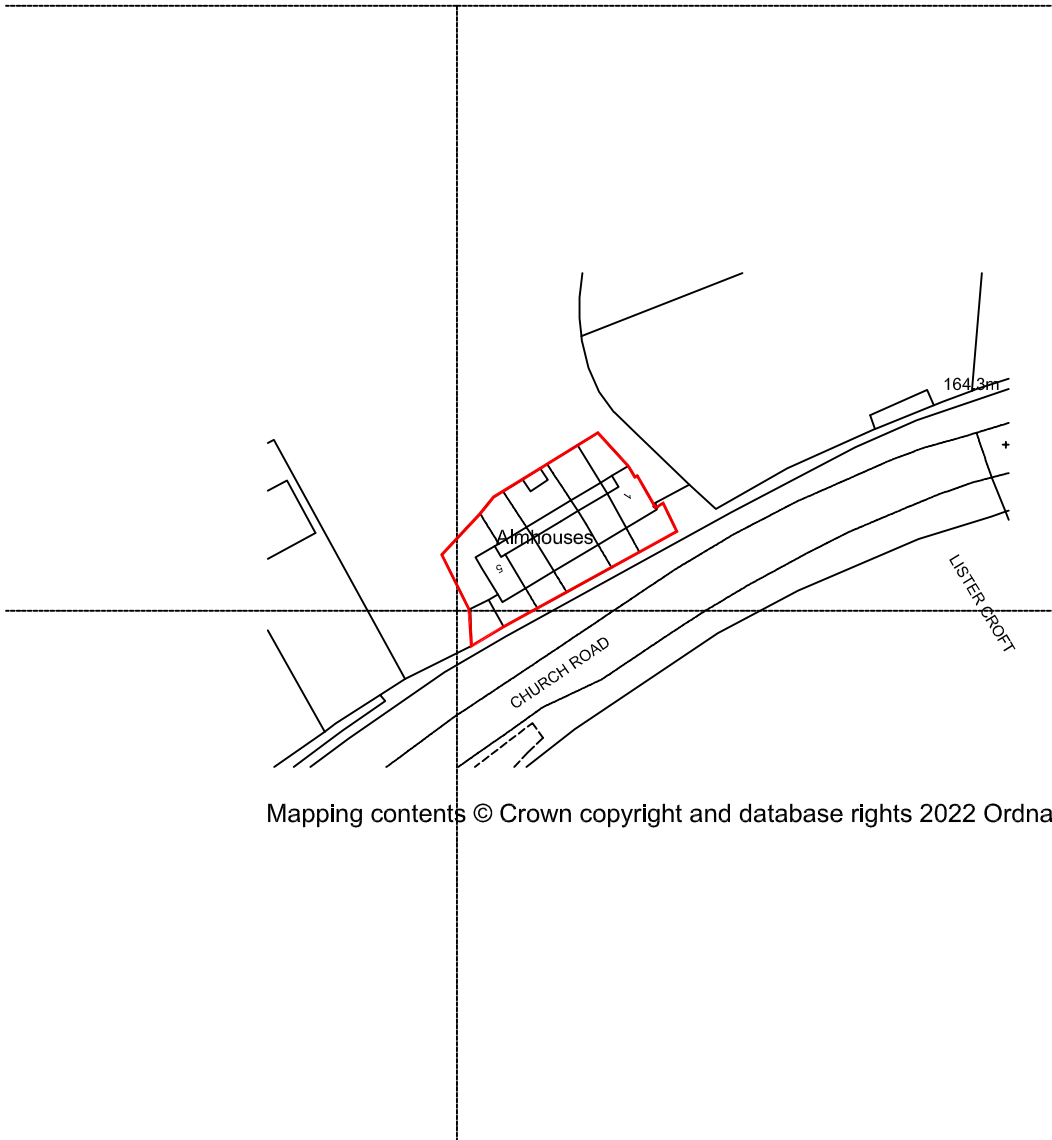 164.3m
1
Almhouses
5
LISTER CROFT
CHURCH ROAD
Mapping contents © Crown copyright and database rights 2022 Ordna